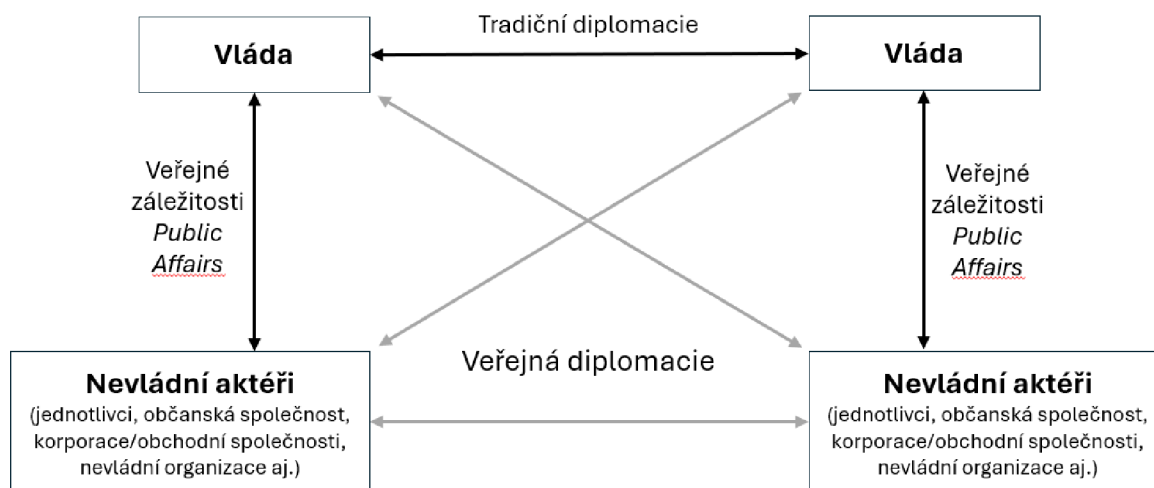 Tradiční diplomacie
Vláda
Vláda
Veřejné
záležitosti
Public
Affairs
Veřejné
záležitosti
Public
Affairs
Veřejná diplomacie
Nevládní aktéři
(jednotlivci, občanská společnost,
korporace/obchodní společnosti,
nevládní organizace aj.)
Nevládní aktéři
(jednotlivci, občanská společnost,
korporace/obchodní společnosti,
nevládní organizace aj.)